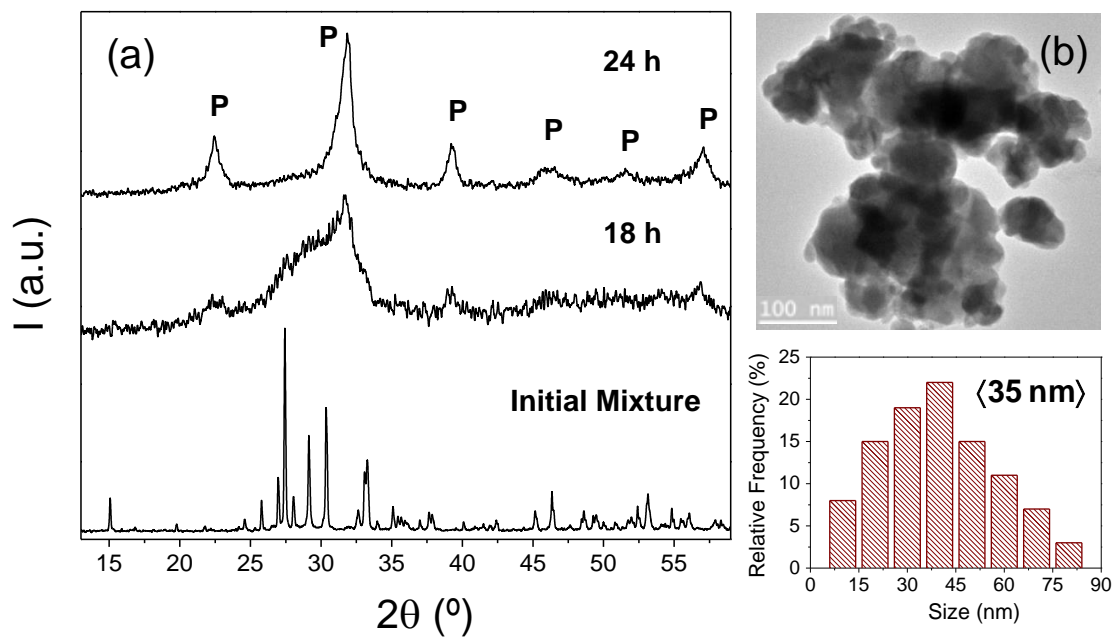 (a)
P
24 h
P
P
P
P
P
18 h
Initial Mixture
I (a.u.)
15 20 25 30 35 40 45 50 55
2θ (º)
(b)
100 nm
25
20
15
10
5
0
⟨35 nm⟩
Relative Frequency (%)
0 15 30 45 60 75 90
Size (nm)